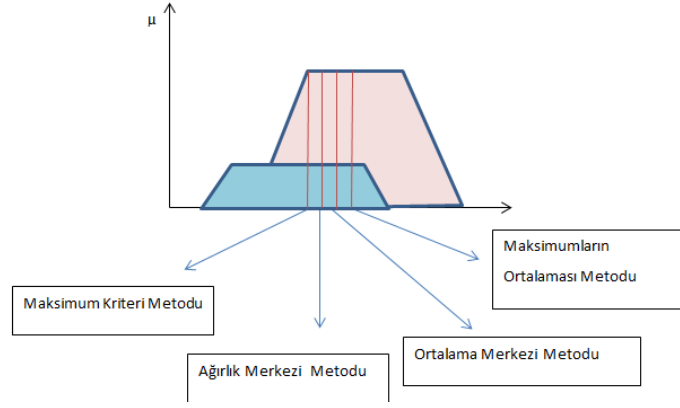 μ
Maksimumların
Ortalaması Metodu
Maksimum Kriteri Metodu
Ortalama Merkezi Metodu
Ağırlık Merkezi Metodu